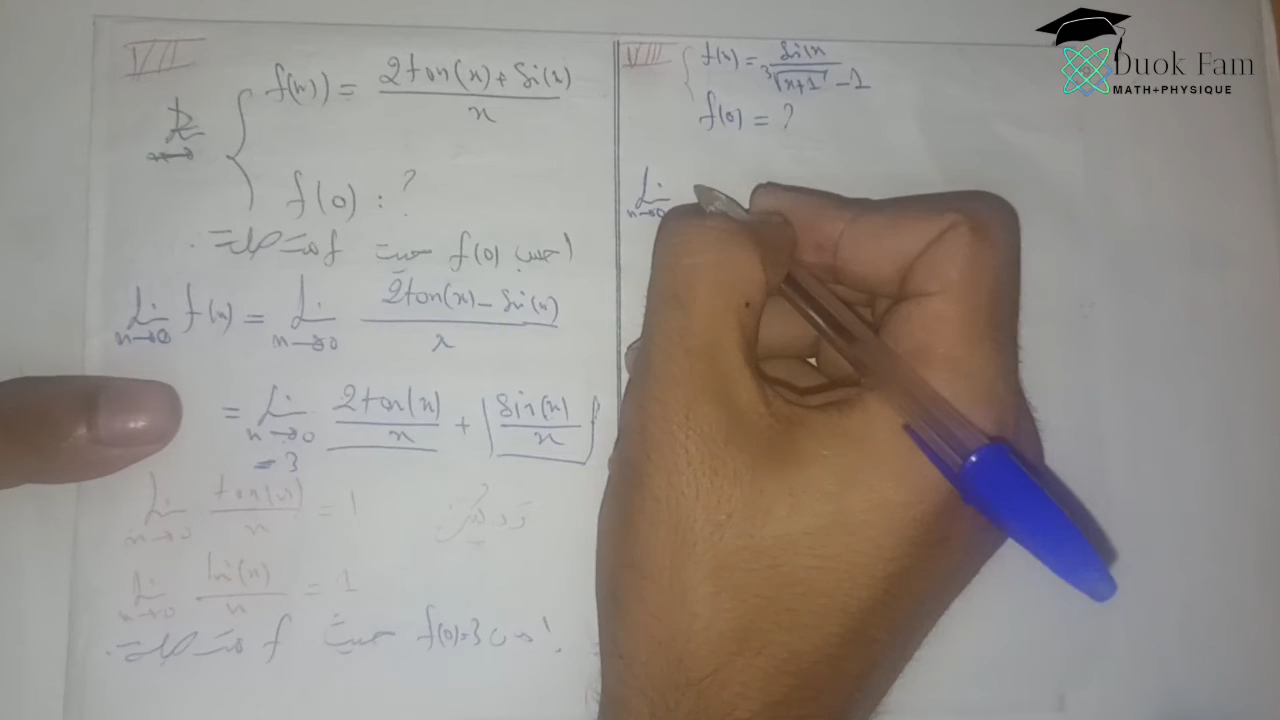 VII
f(x) = 2tan(x) + sin(x) / x
f(0) : ?
احسب f(0) حيث f متصلة.
Lim x→0 f(x) = Lim x→0 2tan(x) - sin(x) / x
= Lim x→0 2tan(x) / x + sin(x) / x
= 3
Lim x→0 tan(x) / x = 1
Lim x→0 sin(x) / x = 1
f(0)=3 حيث f متصلة.
VIII
f(x) = sin x / ∛x+1 - 1
f(0) = ?
Lim x→0
Duok Fam
MATH+PHYSIQUE